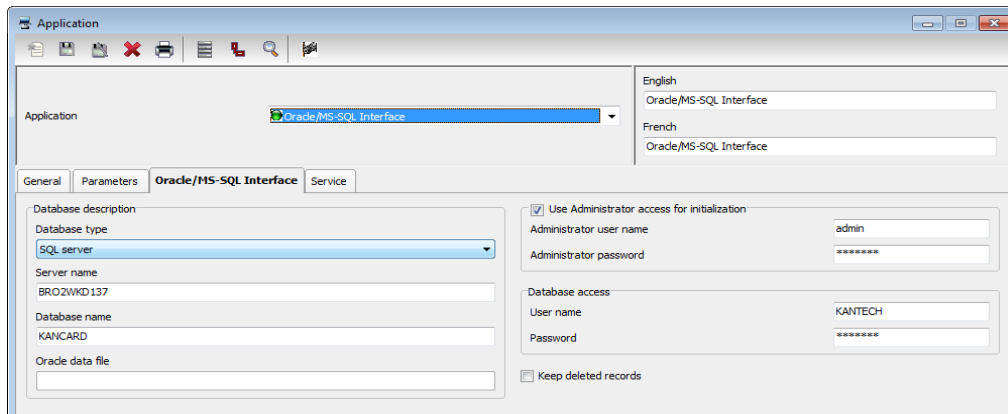 Application
English
Oracle/MS-SQL Interface
Application
Oracle/MS-SQL Interface
French
Oracle/MS-SQL Interface
General Parameters Oracle/MS-SQL Interface Service
Database description
Database type
SQL server
Server name
BRO2WKD137
Database name
KANCARD
Oracle data file
Use Administrator access for initialization
Administrator user name admin
Administrator password *******
Database access
User name KANTECH
Password *******
Keep deleted records